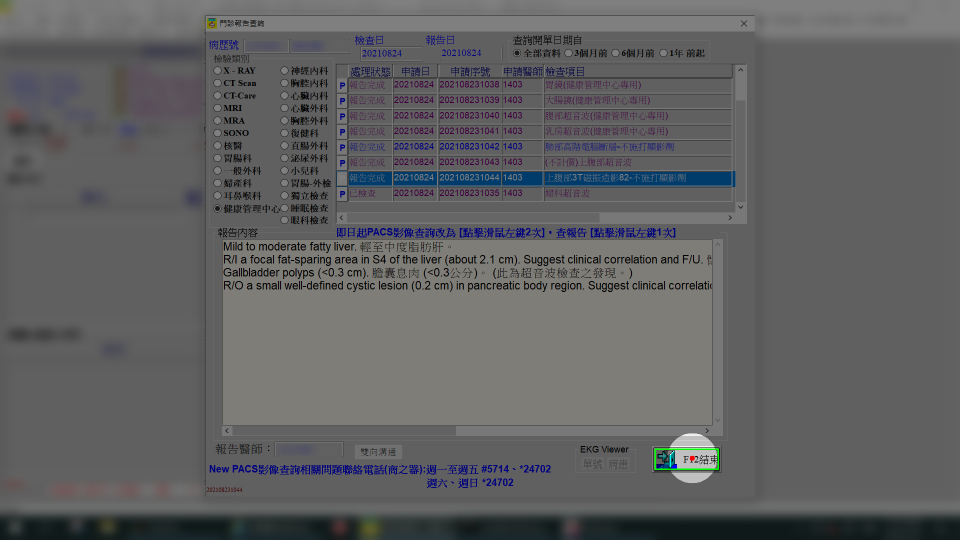 門診報告查詢
病歷號
檢查日 報告日 查詢開單日期自
20210824 20210824 全部資料 3個月前 6個月前 1年 前起
檢驗類別
X - RAY 神經內科
CT Scan 胸腔內科
CT-Care 心臟內科
MRI 心臟外科
MRA 胸腔外科
SONO 復健科
核醫 直腸外科
胃腸科 泌尿外科
一般外科 小兒科
婦產科 胃腸-外檢
耳鼻喉科 獨立檢查
健康管理中心 睡眠檢查
眼科檢查
處理狀態 申請日 申請序號 申請醫師 檢查項目
P 報告完成 20210824 202108231038 1403 胃鏡(健康管理中心專用)
P 報告完成 20210824 202108231039 1403 大腸鏡(健康管理中心專用)
P 報告完成 20210824 202108231040 1403 腹部超音波(健康管理中心專用)
P 報告完成 20210824 202108231041 1403 乳房超音波(健康管理中心專用)
P 報告完成 20210824 202108231042 1403 肺部高階電腦斷層-不施打顯影劑
P 報告完成 20210824 202108231043 1403 (不計價)上腹部超音波
報告完成 20210824 202108231044 1403 上腹部3T磁振造影82-不施打顯影劑
P 已檢查 20210824 202108231035 1403 婦科超音波
報告內容 即日起PACS影像查詢改為 [點擊滑鼠左鍵2次]，查報告 [點擊滑鼠左鍵1次]
Mild to moderate fatty liver. 輕至中度脂肪肝。
R/I a focal fat-sparing area in S4 of the liver (about 2.1 cm). Suggest clinical correlation and F/U.
Gallbladder polyps (<0.3 cm). 膽囊息肉 (<0.3公分)。 (此為超音波檢查之發現。)
R/O a small well-defined cystic lesion (0.2 cm) in pancreatic body region. Suggest clinical correlatio
報告醫師： 雙向溝通 EKG Viewer
單號 病患 F12結束
New PACS影像查詢相關問題聯絡電話(商之器):週一至週五 #5714、*24702
週六、週日 *24702
202108231044